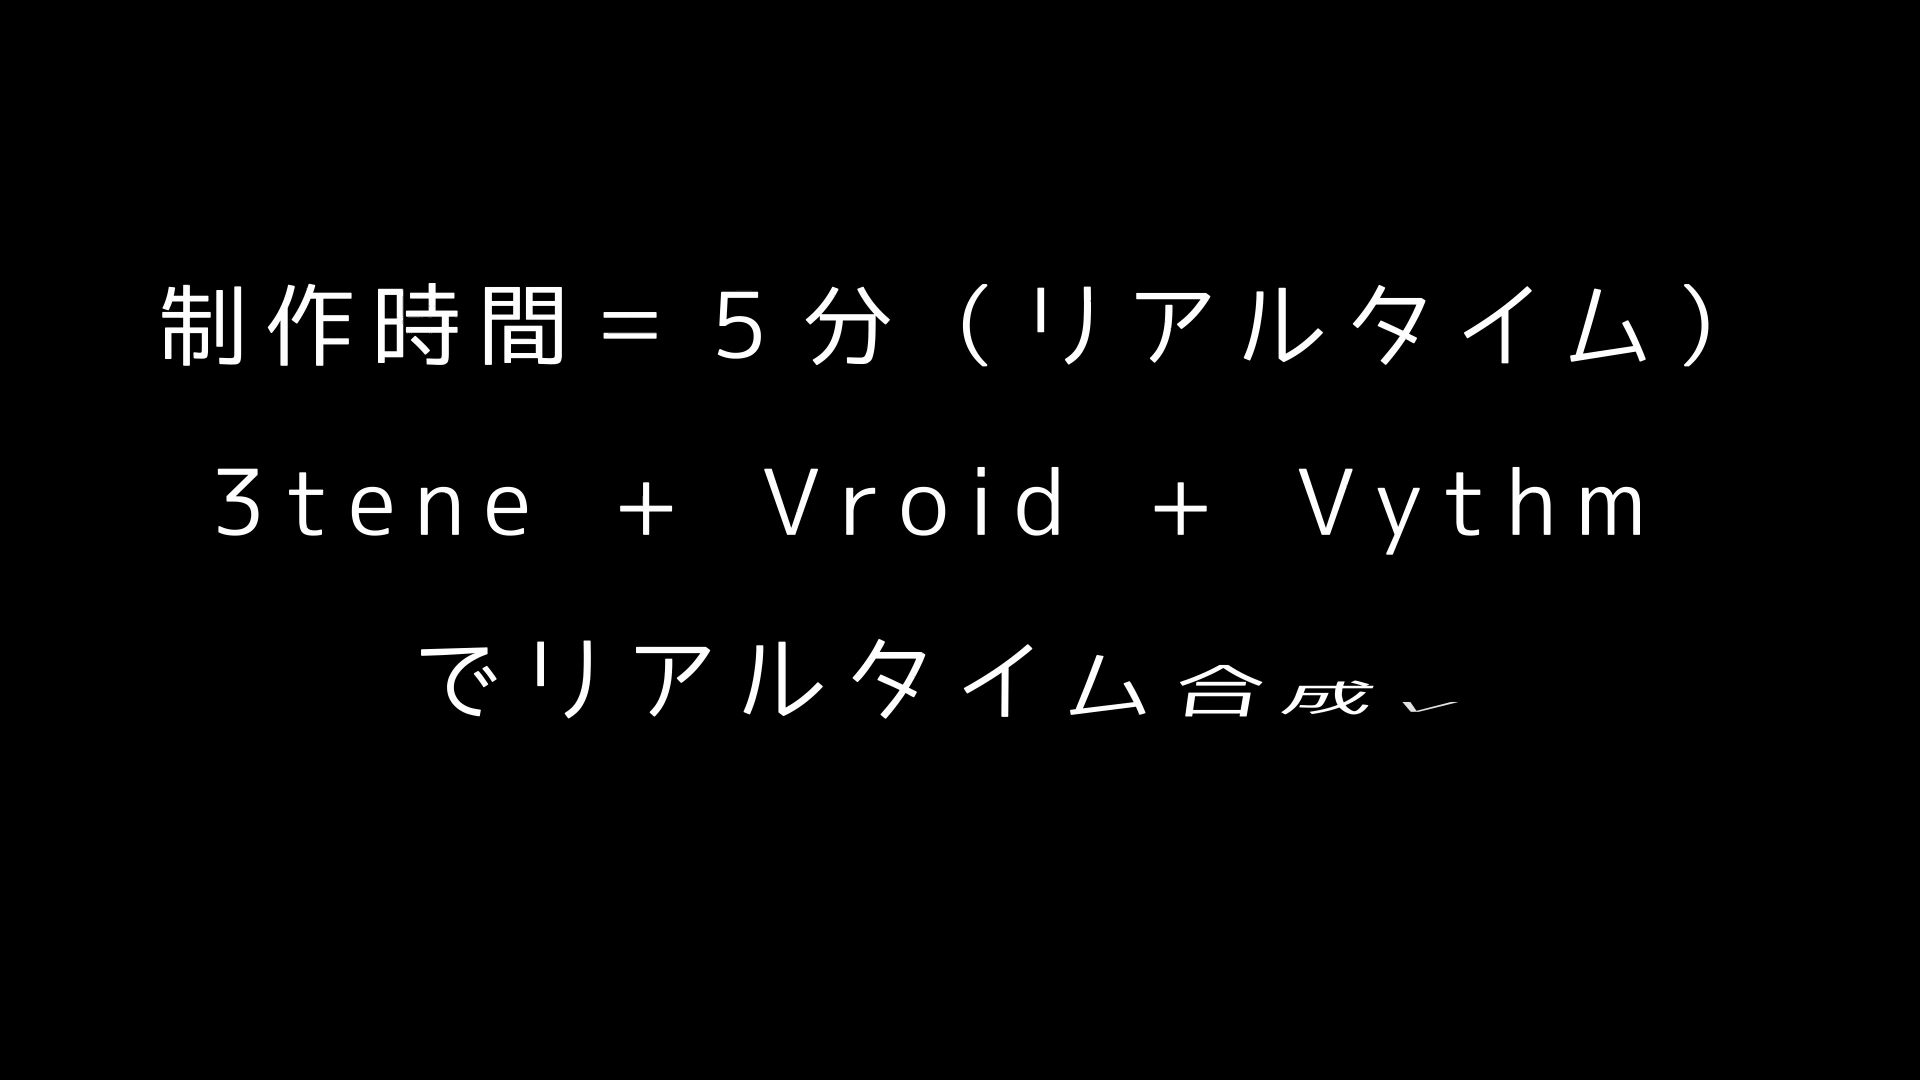 制作時間=5分(リアルタイム)
3tene + Vroid + Vythm
でリアルタイム合成